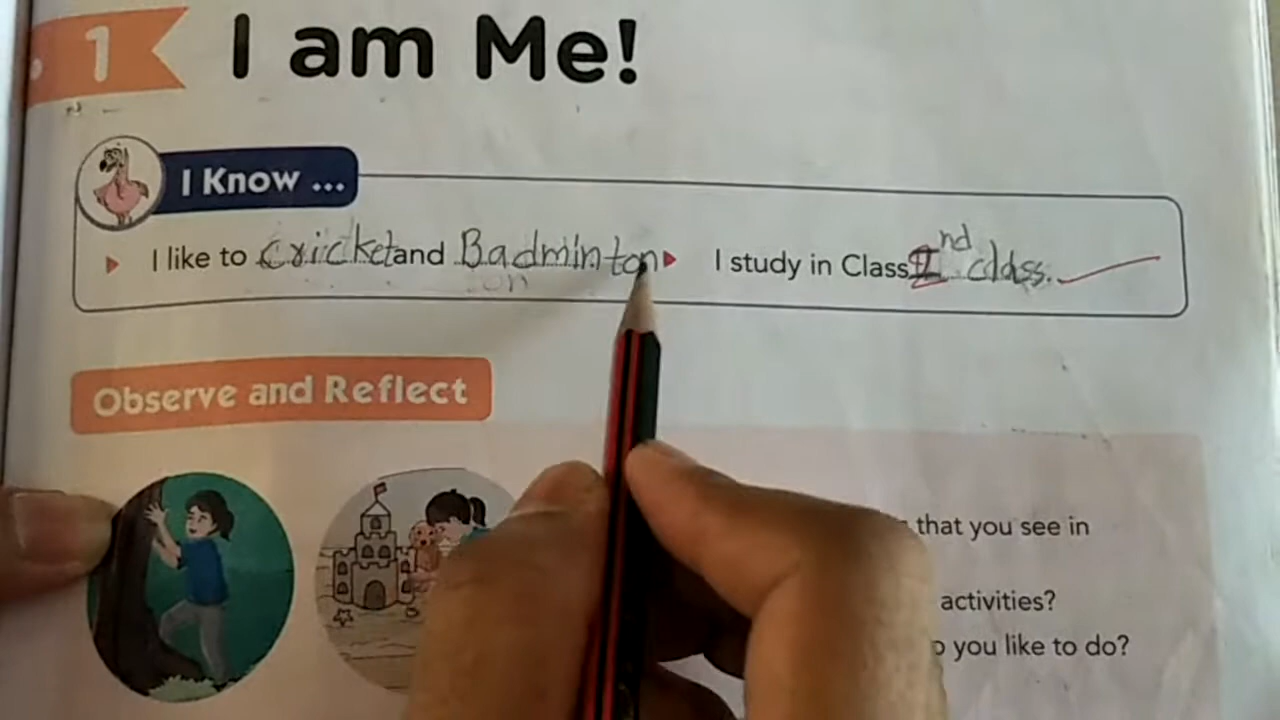 1 I am Me!
I Know ...
I like to Cricket and Badminton I study in Class II nd class.
Observe and Reflect
that you see in
activities?
you like to do?